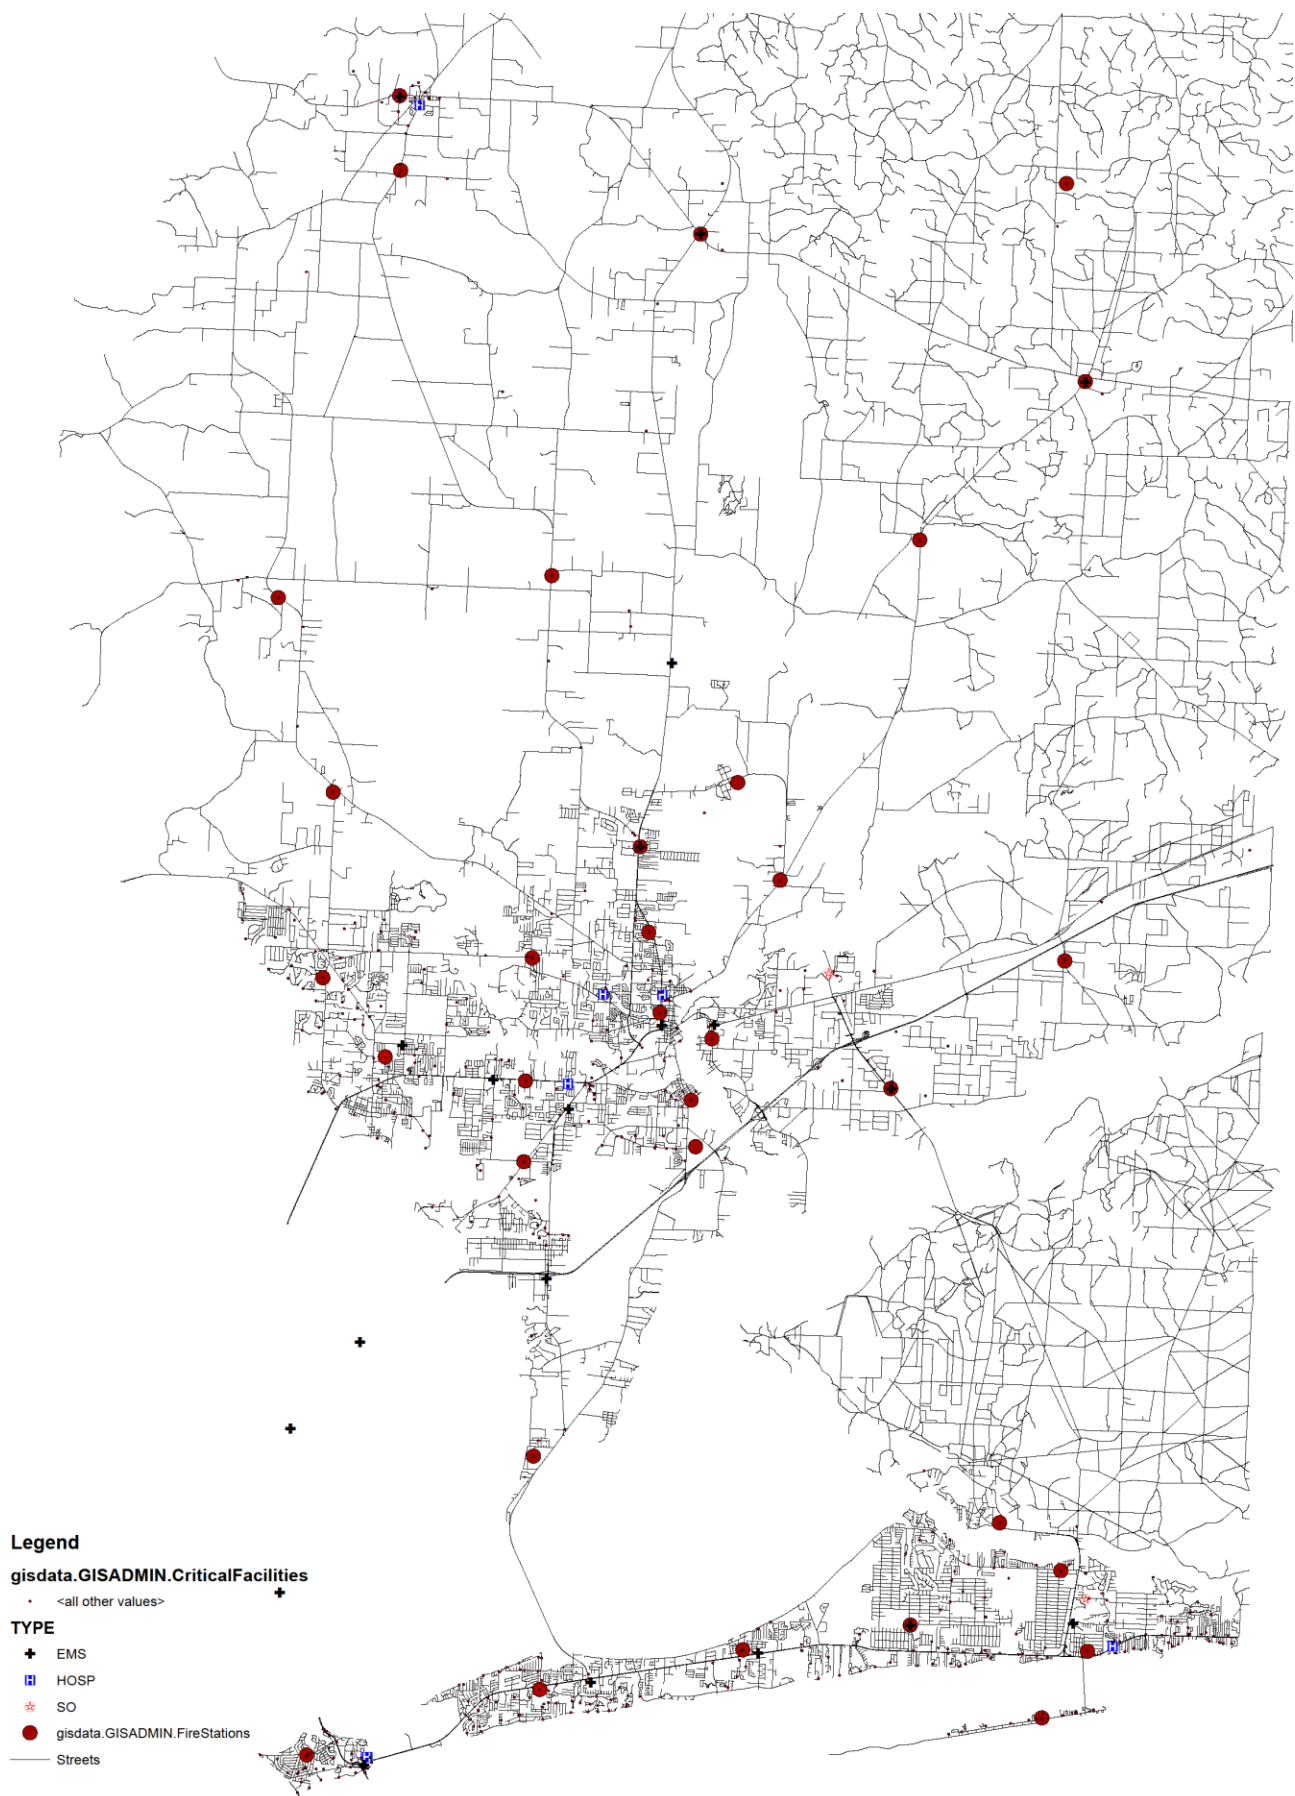 Legend
gisdata.GISADMIN.CriticalFacilities
<all other values>
TYPE
EMS
HOSP
SO
gisdata.GISADMIN.FireStations
Streets